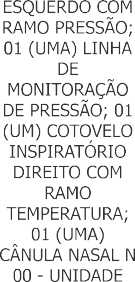 ESQUERDO COM
RAMO PRESSÃO;
01 (UMA) LINHA
DE
MONITORAÇÃO
DE PRESSÃO; 01
(UM) COTOVELO
INSPIRATÓRIO
DIREITO COM
RAMO
TEMPERATURA;
01 (UMA)
CÂNULA NASAL N
00 - UNIDADE